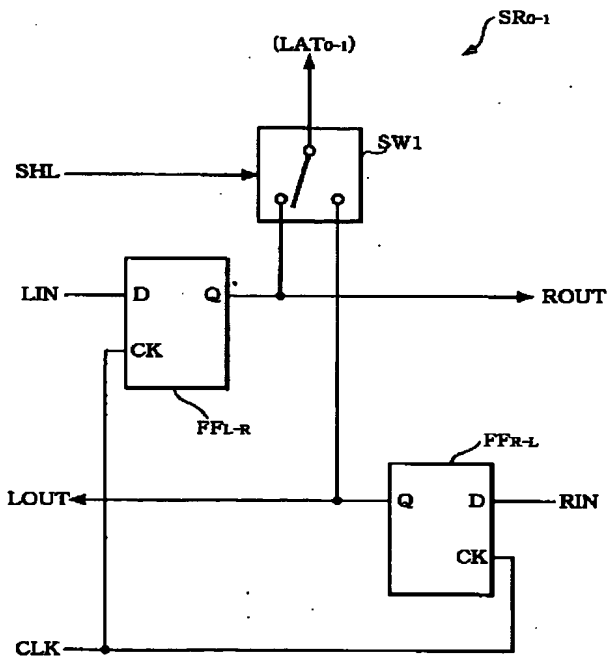 SR0-1
(LAT0-1)
SW1
SHL
LIN
D
Q
ROUT
CK
FFL-R
FFR-L
LOUT
Q
D
RIN
CK
CLK